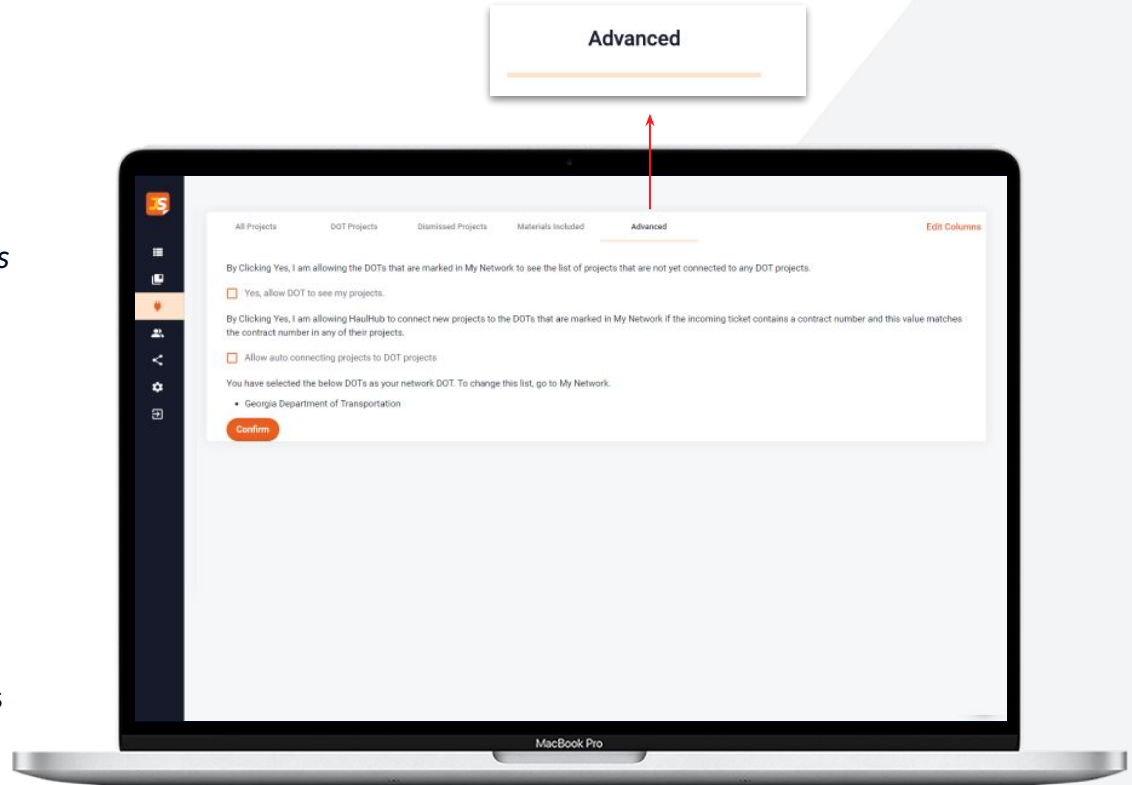 Advanced
JS
All Projects DOT Projects Dismissed Projects Materials Included Advanced Edit Columns
s
By Clicking Yes, I am allowing the DOTs that are marked in My Network to see the list of projects that are not yet connected to any DOT projects.
Yes, allow DOT to see my projects.
By Clicking Yes, I am allowing HaulHub to connect new projects to the DOTs that are marked in My Network if the incoming ticket contains a contract number and this value matches
the contract number in any of their projects.
Allow auto connecting projects to DOT projects
You have selected the below DOTs as your network DOT. To change this list, go to My Network.
• Georgia Department of Transportation
Confirm
s
MacBook Pro